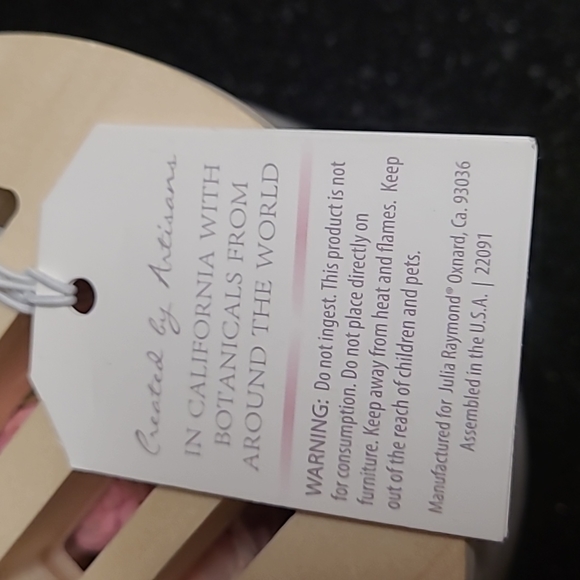 Created by Artisans
IN CALIFORNIA WITH
BOTANICALS FROM
AROUND THE WORLD
WARNING: Do not ingest. This product is not
for consumption. Do not place directly on
furniture. Keep away from heat and flames. Keep
out of the reach of children and pets.
Manufactured for Julia Raymond® Oxnard, Ca. 93036
Assembled in the U.S.A. | 22091